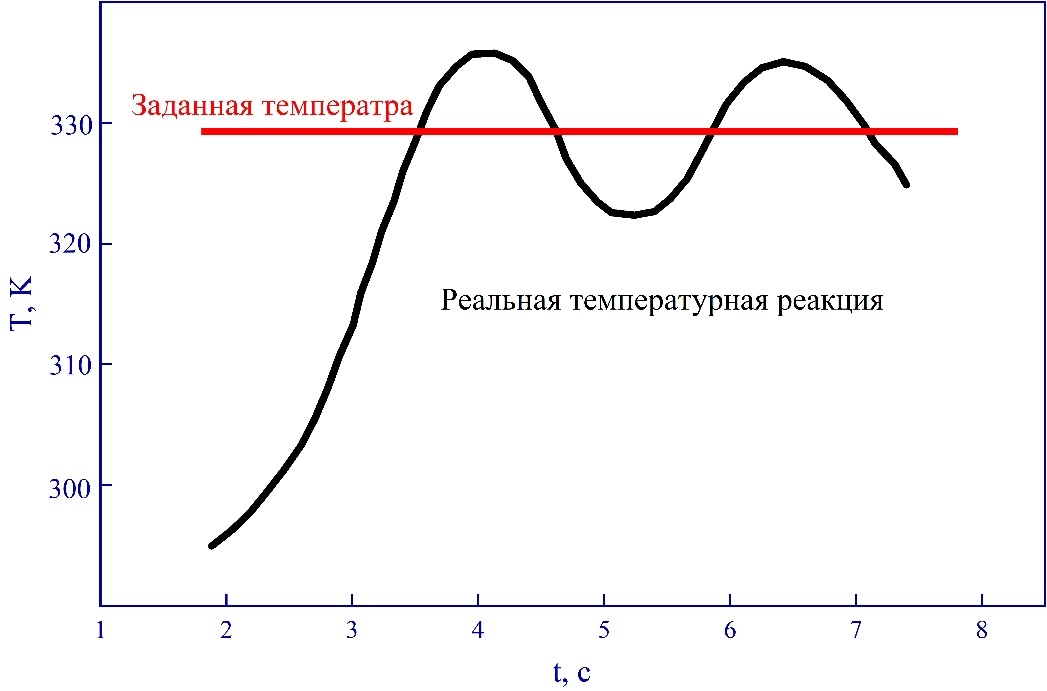 Заданная температра
330
320
Т, К
Реальная температурная реакция
310
300
1 2 3 4 5 6 7 8
t, с